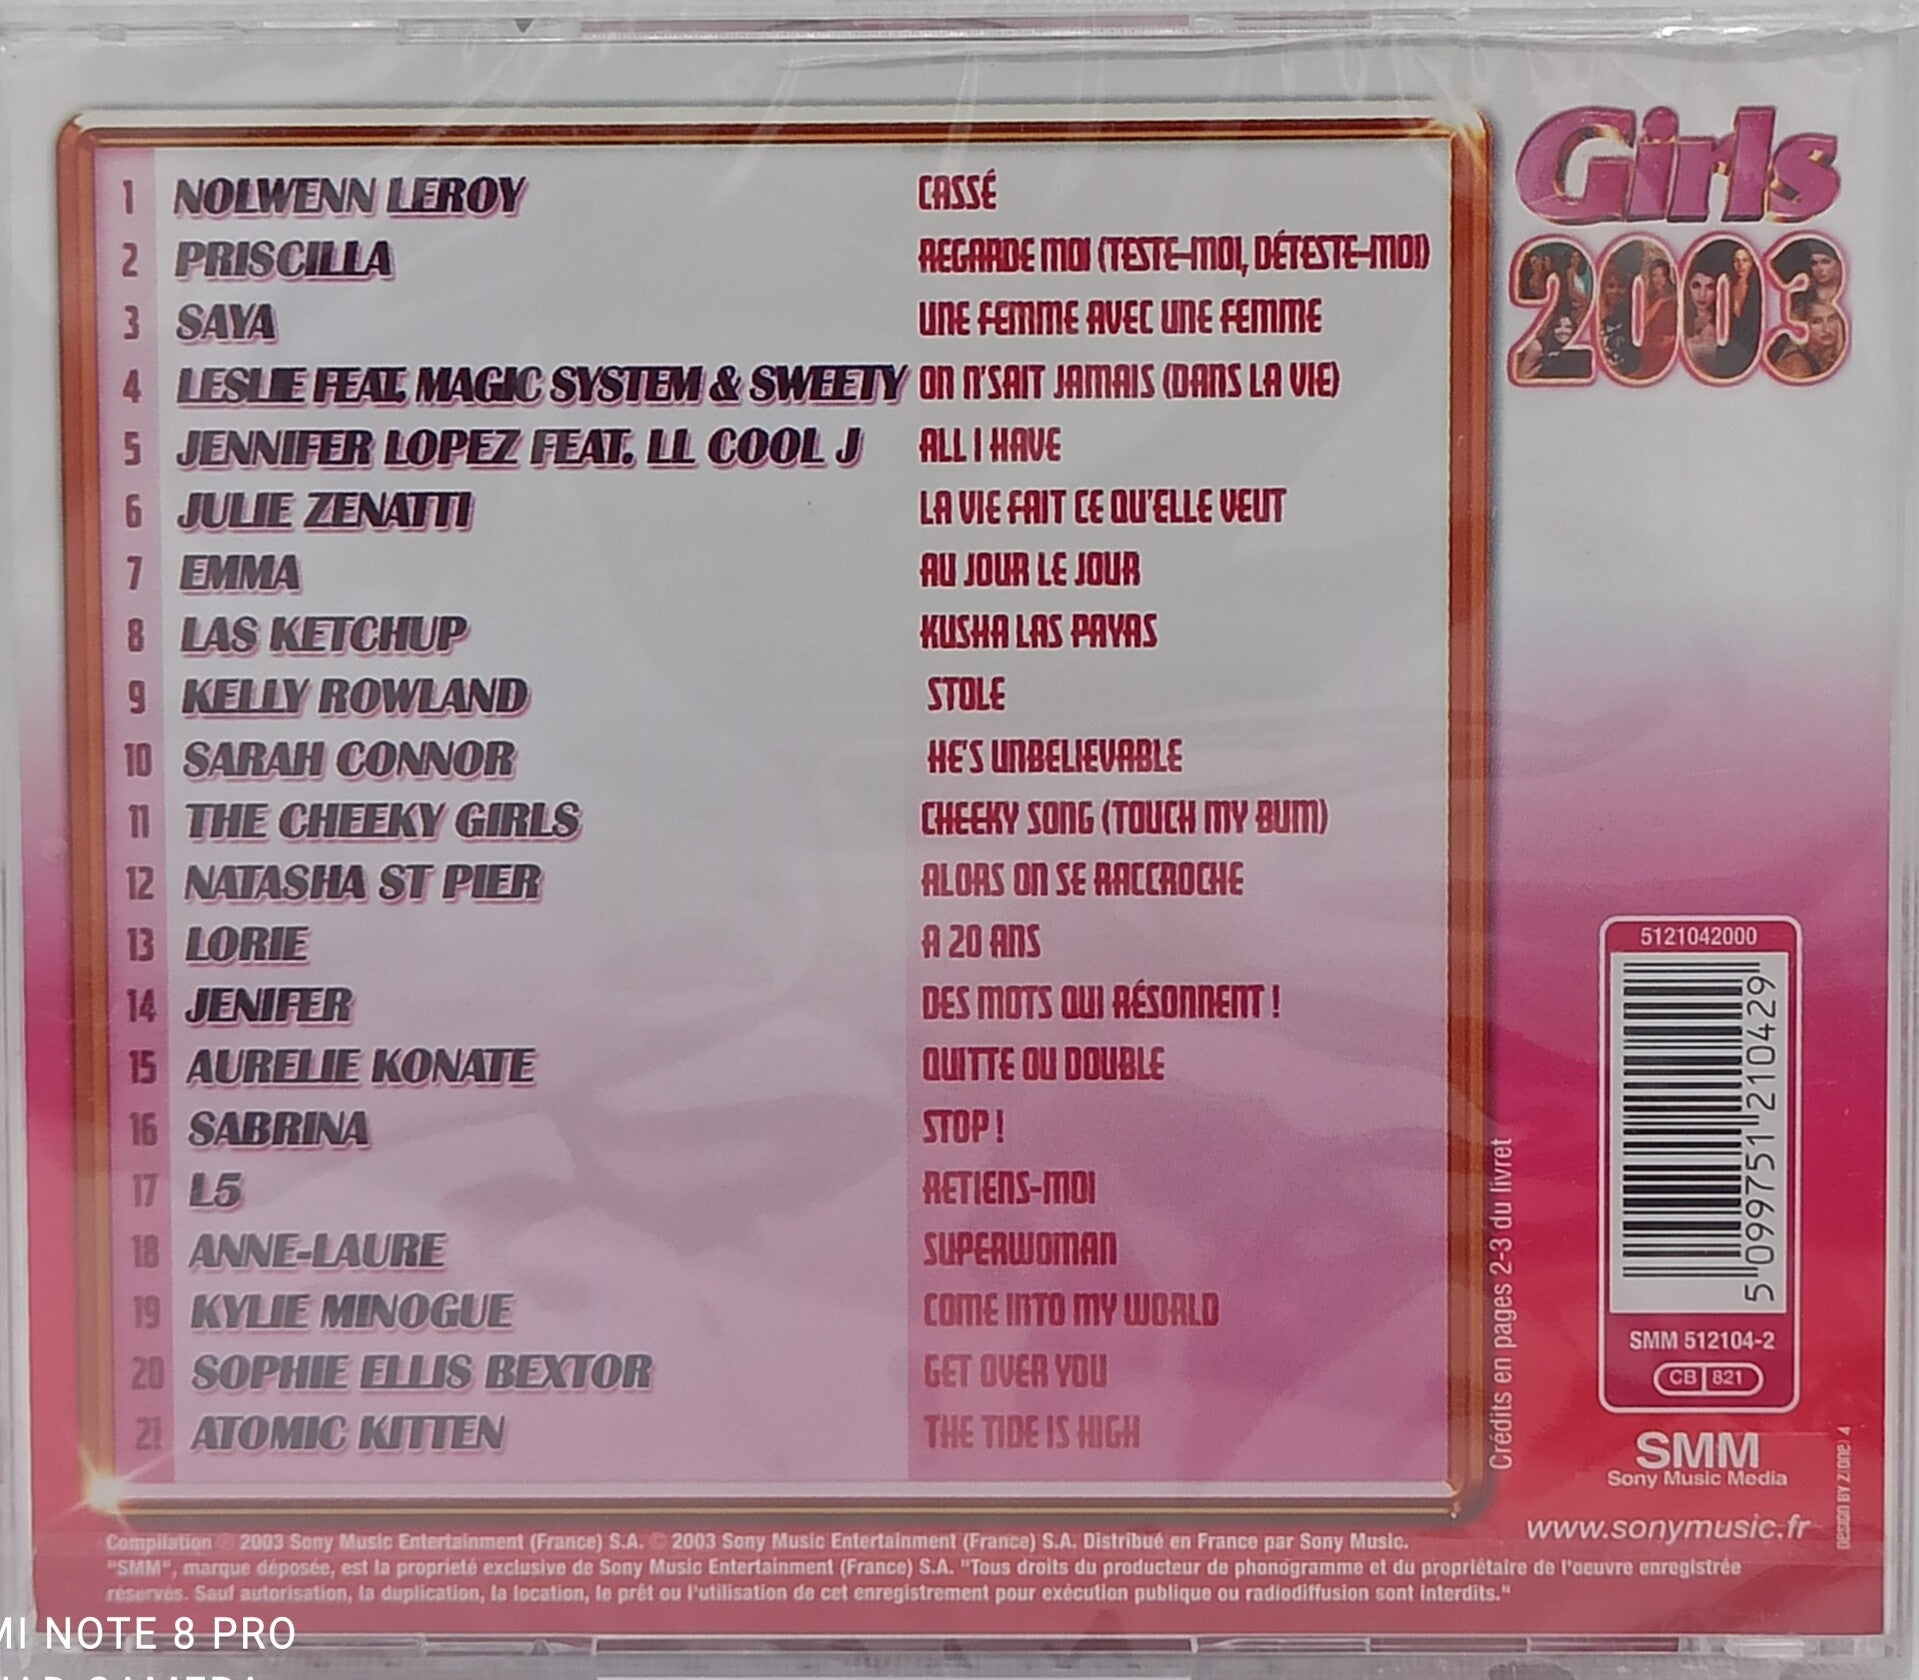 Girls
2003
1 NOLWENN LEROY CASSÉ
2 PRISCILLA REGARDE MOI (TESTE-MOI, DÉTESTE-MOI)
3 SAYA UNE FEMME AVEC UNE FEMME
4 LESLIE FEAT. MAGIC SYSTEM & SWEETY ON N'SAIT JAMAIS (DANS LA VIE)
5 JENNIFER LOPEZ FEAT. LL COOL J ALL I HAVE
6 JULIE ZENATTI LA VIE FAIT CE QU'ELLE VEUT
7 EMMA AU JOUR LE JOUR
8 LAS KETCHUP KUSHA LAS PAYAS
9 KELLY ROWLAND STOLE
10 SARAH CONNOR HE'S UNBELIEVABLE
11 THE CHEEKY GIRLS CHEEKY SONG (TOUCH MY BUM)
12 NATASHA ST PIER ALORS ON SE RACCROCHE
13 LORIE A 20 ANS
14 JENIFER DES MOTS QUI RÉSONNENT !
15 AURELIE KONATE QUITTE OU DOUBLE
16 SABRINA STOP !
17 L5 RETIENS-MOI
18 ANNE-LAURE SUPERWOMAN
19 KYLIE MINOGUE COME INTO MY WORLD
20 SOPHIE ELLIS BEXTOR GET OVER YOU
21 ATOMIC KITTEN THE TIDE IS HIGH
Crédits en pages 2-3 du livret
5121042000
5 099751 210429
SMM 512104-2
CB 821
SMM
Sony Music Media
www.sonymusic.fr
DESIGN BY Z'ONE 4
Compilation ℗ 2003 Sony Music Entertainment (France) S.A. © 2003 Sony Music Entertainment (France) S.A. Distribué en France par Sony Music.
"SMM", marque déposée, est la propriété exclusive de Sony Music Entertainment (France) S.A. "Tous droits du producteur de phonogramme et du propriétaire de l'oeuvre enregistrée
réservés. Sauf autorisation, la duplication, la location, le prêt ou l'utilisation de cet enregistrement pour exécution publique ou radiodiffusion sont interdits."
MI NOTE 8 PRO